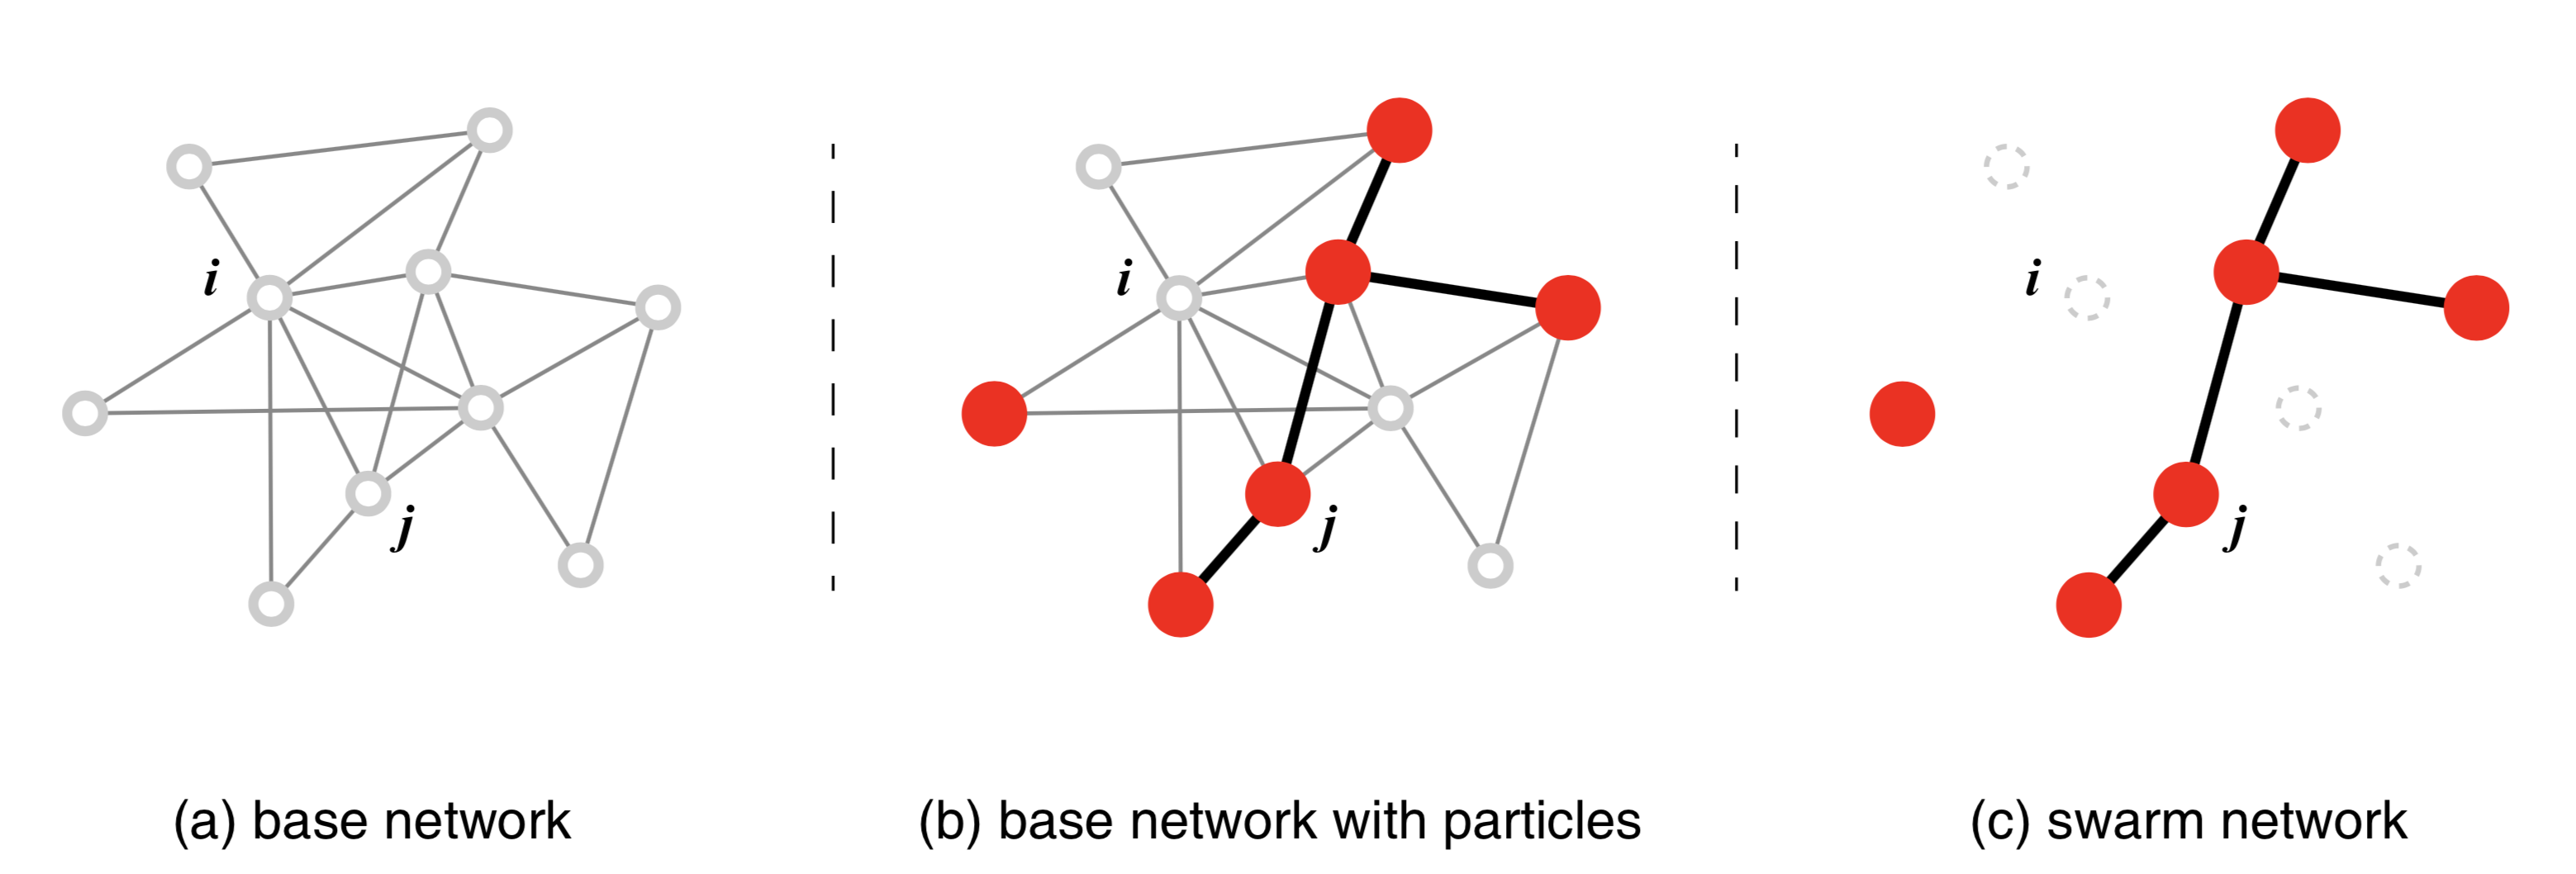 i
j
i
j
i
j
(a) base network
(b) base network with particles
(c) swarm network